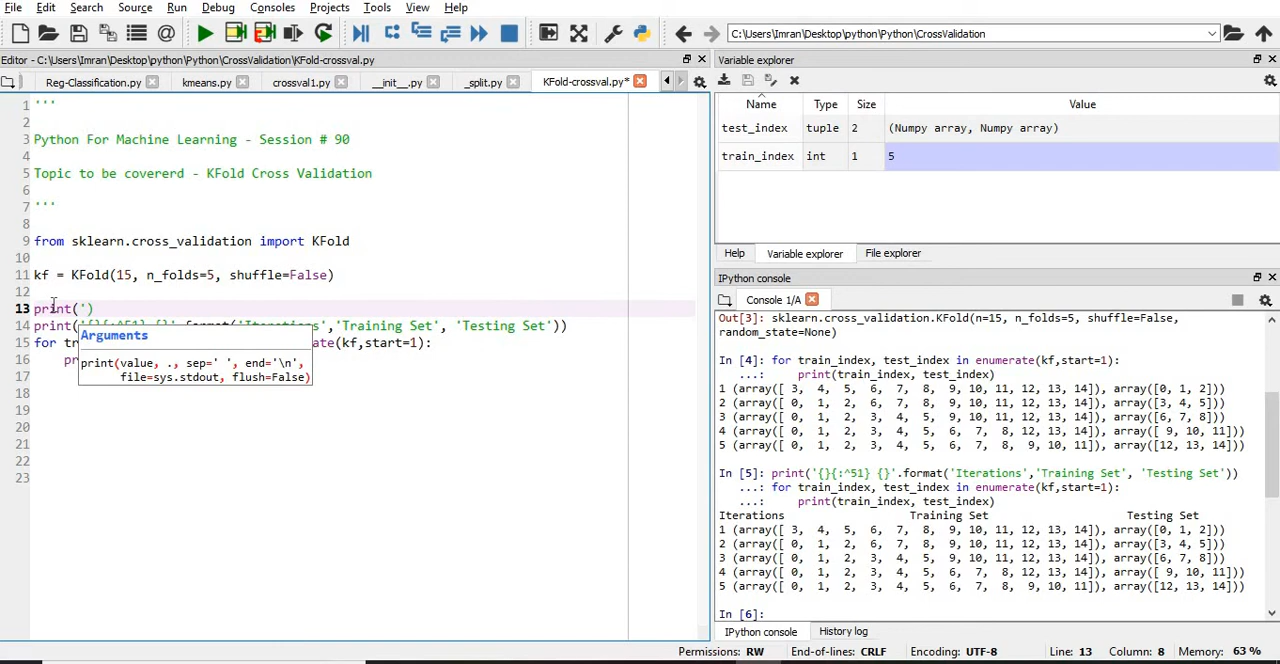 File Edit Search Source Run Debug Consoles Projects Tools View Help
C:\Users\Imran\Desktop\python\Python\CrossValidation
Editor - C:\Users\Imran\Desktop\python\Python\CrossValidation\KFold-crossval.py
Reg-Classification.py kmeans.py crossval1.py __init__.py _split.py KFold-crossval.py*
1 '''
2
3 Python For Machine Learning - Session # 90
4
5 Topic to be covererd - KFold Cross Validation
6
7 '''
8
9 from sklearn.cross_validation import KFold
10
11 kf = KFold(15, n_folds=5, shuffle=False)
12
13 print(')
14 print('{}{:^51} {}'.format('Iterations','Training Set', 'Testing Set'))
Arguments
15 for tr rate(kf,start=1):
16 pr
print(value, ., sep=' ', end='\n',
17
file=sys.stdout, flush=False)
18
19
20
21
22
23
Variable explorer
Name Type Size Value
test_index tuple 2 (Numpy array, Numpy array)
train_index int 1 5
Help Variable explorer File explorer
IPython console
Console 1/A
Out[3]: sklearn.cross_validation.KFold(n=15, n_folds=5, shuffle=False,
random_state=None)
In [4]: for train_index, test_index in enumerate(kf,start=1):
...: print(train_index, test_index)
1 (array([ 3, 4, 5, 6, 7, 8, 9, 10, 11, 12, 13, 14]), array([0, 1, 2]))
2 (array([ 0, 1, 2, 6, 7, 8, 9, 10, 11, 12, 13, 14]), array([3, 4, 5]))
3 (array([ 0, 1, 2, 3, 4, 5, 9, 10, 11, 12, 13, 14]), array([6, 7, 8]))
4 (array([ 0, 1, 2, 3, 4, 5, 6, 7, 8, 12, 13, 14]), array([ 9, 10, 11]))
5 (array([ 0, 1, 2, 3, 4, 5, 6, 7, 8, 9, 10, 11]), array([12, 13, 14]))
In [5]: print('{}{:^51} {}'.format('Iterations','Training Set', 'Testing Set'))
...: for train_index, test_index in enumerate(kf,start=1):
...: print(train_index, test_index)
Iterations Training Set Testing Set
1 (array([ 3, 4, 5, 6, 7, 8, 9, 10, 11, 12, 13, 14]), array([0, 1, 2]))
2 (array([ 0, 1, 2, 6, 7, 8, 9, 10, 11, 12, 13, 14]), array([3, 4, 5]))
3 (array([ 0, 1, 2, 3, 4, 5, 9, 10, 11, 12, 13, 14]), array([6, 7, 8]))
4 (array([ 0, 1, 2, 3, 4, 5, 6, 7, 8, 12, 13, 14]), array([ 9, 10, 11]))
5 (array([ 0, 1, 2, 3, 4, 5, 6, 7, 8, 9, 10, 11]), array([12, 13, 14]))
In [6]:
IPython console History log
Permissions: RW End-of-lines: CRLF Encoding: UTF-8 Line: 13 Column: 8 Memory: 63 %